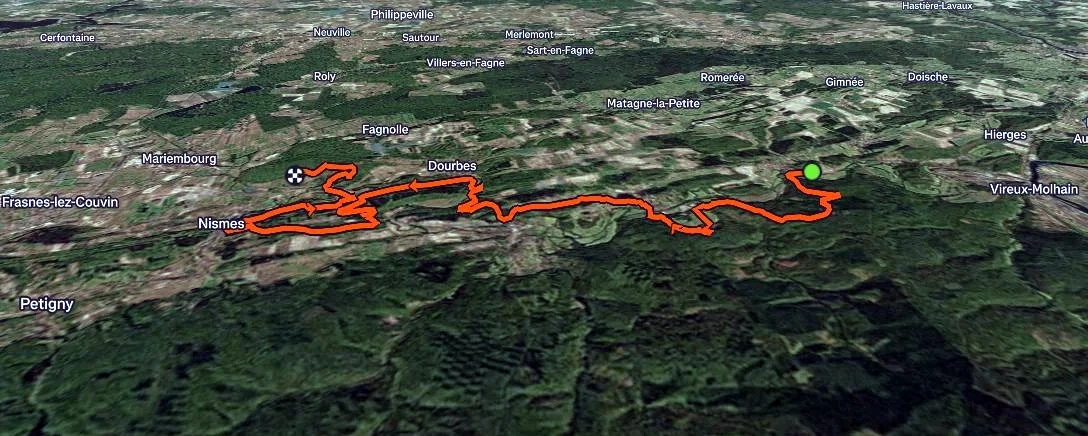 Hastière-Lavaux
Philippeville
Neuville
Merlemont
Cerfontaine
Sautour
Sart-en-Fagne
Villers-en-Fagne
Roly
Romerée
Gimnée
Doische
Matagne-la-Petite
Fagnolle
Hierges
Au
Mariembourg
Dourbes
Vireux-Molhain
Frasnes-lez-Couvin
Nismes
Petigny